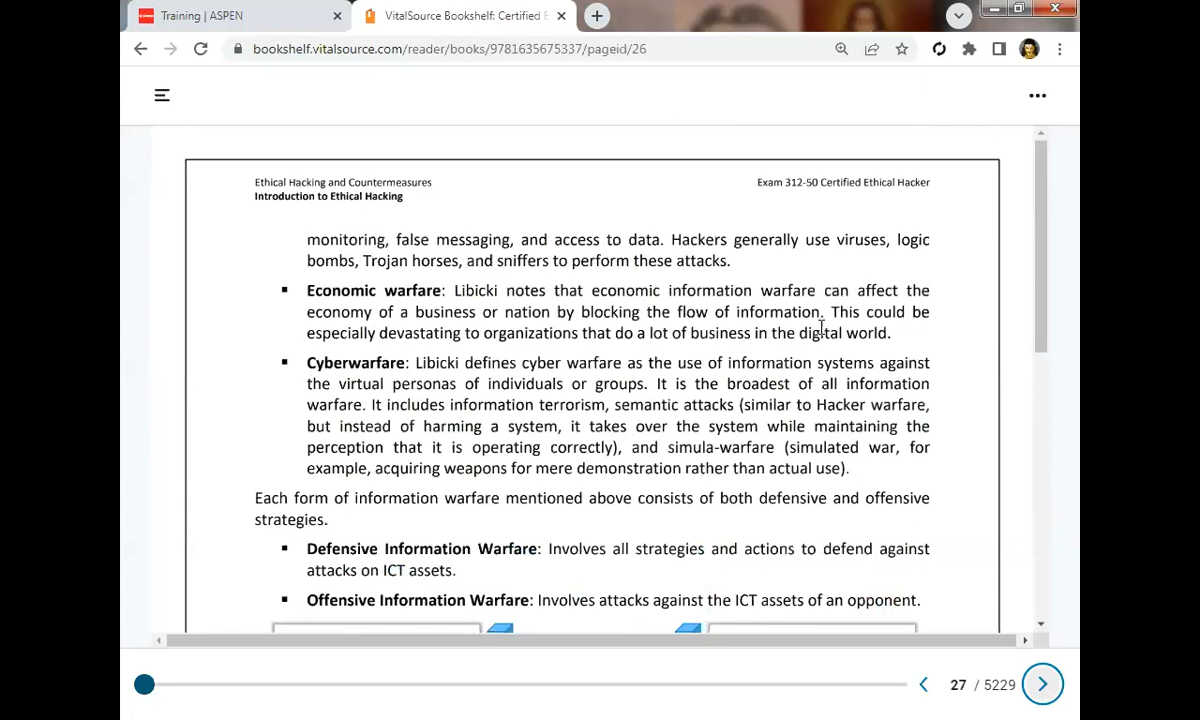 Training | ASPEN
VitalSource Bookshelf: Certified E
bookshelf.vitalsource.com/reader/books/9781635675337/pageid/26
Ethical Hacking and Countermeasures
Exam 312-50 Certified Ethical Hacker
Introduction to Ethical Hacking
monitoring, false messaging, and access to data. Hackers generally use viruses, logic
bombs, Trojan horses, and sniffers to perform these attacks.
▪ Economic warfare: Libicki notes that economic information warfare can affect the
economy of a business or nation by blocking the flow of information. This could be
especially devastating to organizations that do a lot of business in the digital world.
▪ Cyberwarfare: Libicki defines cyber warfare as the use of information systems against
the virtual personas of individuals or groups. It is the broadest of all information
warfare. It includes information terrorism, semantic attacks (similar to Hacker warfare,
but instead of harming a system, it takes over the system while maintaining the
perception that it is operating correctly), and simula-warfare (simulated war, for
example, acquiring weapons for mere demonstration rather than actual use).
Each form of information warfare mentioned above consists of both defensive and offensive
strategies.
▪ Defensive Information Warfare: Involves all strategies and actions to defend against
attacks on ICT assets.
▪ Offensive Information Warfare: Involves attacks against the ICT assets of an opponent.
27 / 5229